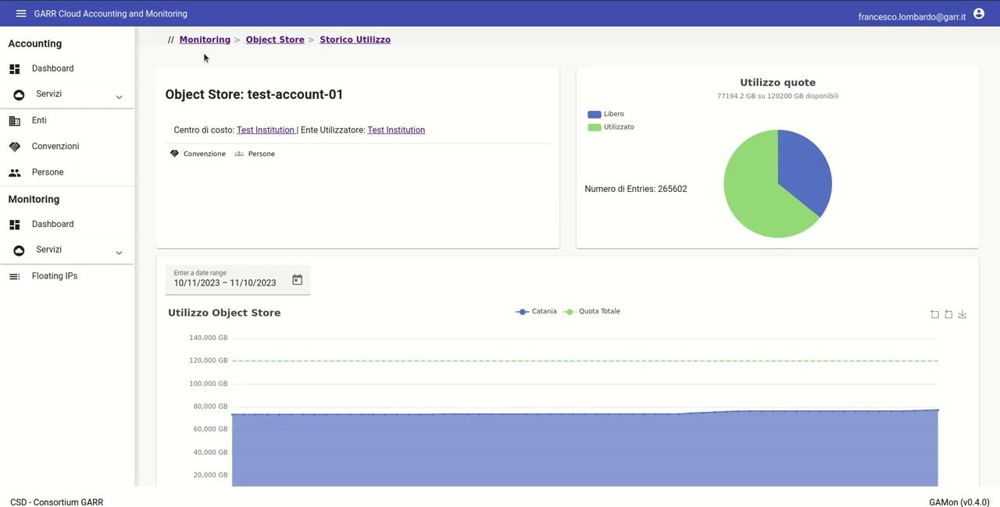 GARR Cloud Accounting and Monitoring
francesco.lombardo@garr.it
Accounting
Dashboard
Servizi
Enti
Convenzioni
Persone
Monitoring
Dashboard
Servizi
Floating IPs
// Monitoring > Object Store > Storico Utilizzo
Object Store: test-account-01
Centro di costo: Test Institution | Ente Utilizzatore: Test Institution
Convenzione Persone
Utilizzo quote
77194.2 GB su 120200 GB disponibili
Libero
Utilizzato
Numero di Entries: 265602
Enter a date range
10/11/2023 – 11/10/2023
Utilizzo Object Store
Catania Quota Totale
140,000 GB
120,000 GB
100,000 GB
80,000 GB
60,000 GB
40,000 GB
20,000 GB
CSD - Consortium GARR
GAMon (v0.4.0)